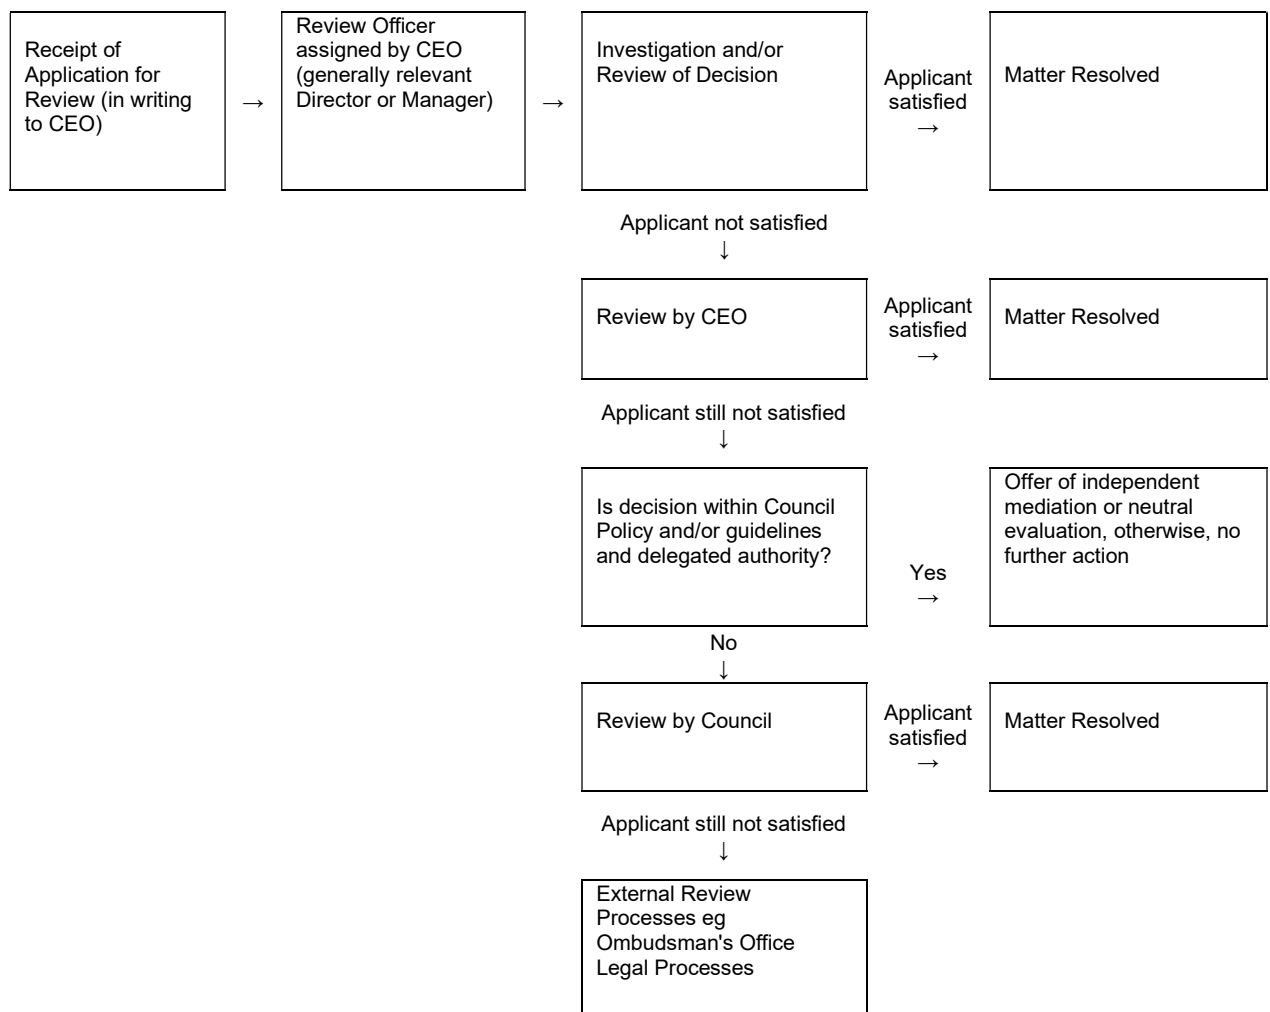 Receipt of
Application for
Review (in writing
to CEO)
→
Review Officer
assigned by CEO
(generally relevant
Director or Manager)
→
Investigation and/or
Review of Decision
Applicant
satisfied
→
Matter Resolved
Applicant not satisfied
↓
Review by CEO
Applicant
satisfied
→
Matter Resolved
Applicant still not satisfied
↓
Is decision within Council
Policy and/or guidelines
and delegated authority?
Yes
→
Offer of independent
mediation or neutral
evaluation, otherwise, no
further action
No
↓
Review by Council
Applicant
satisfied
→
Matter Resolved
Applicant still not satisfied
↓
External Review
Processes eg
Ombudsman's Office
Legal Processes